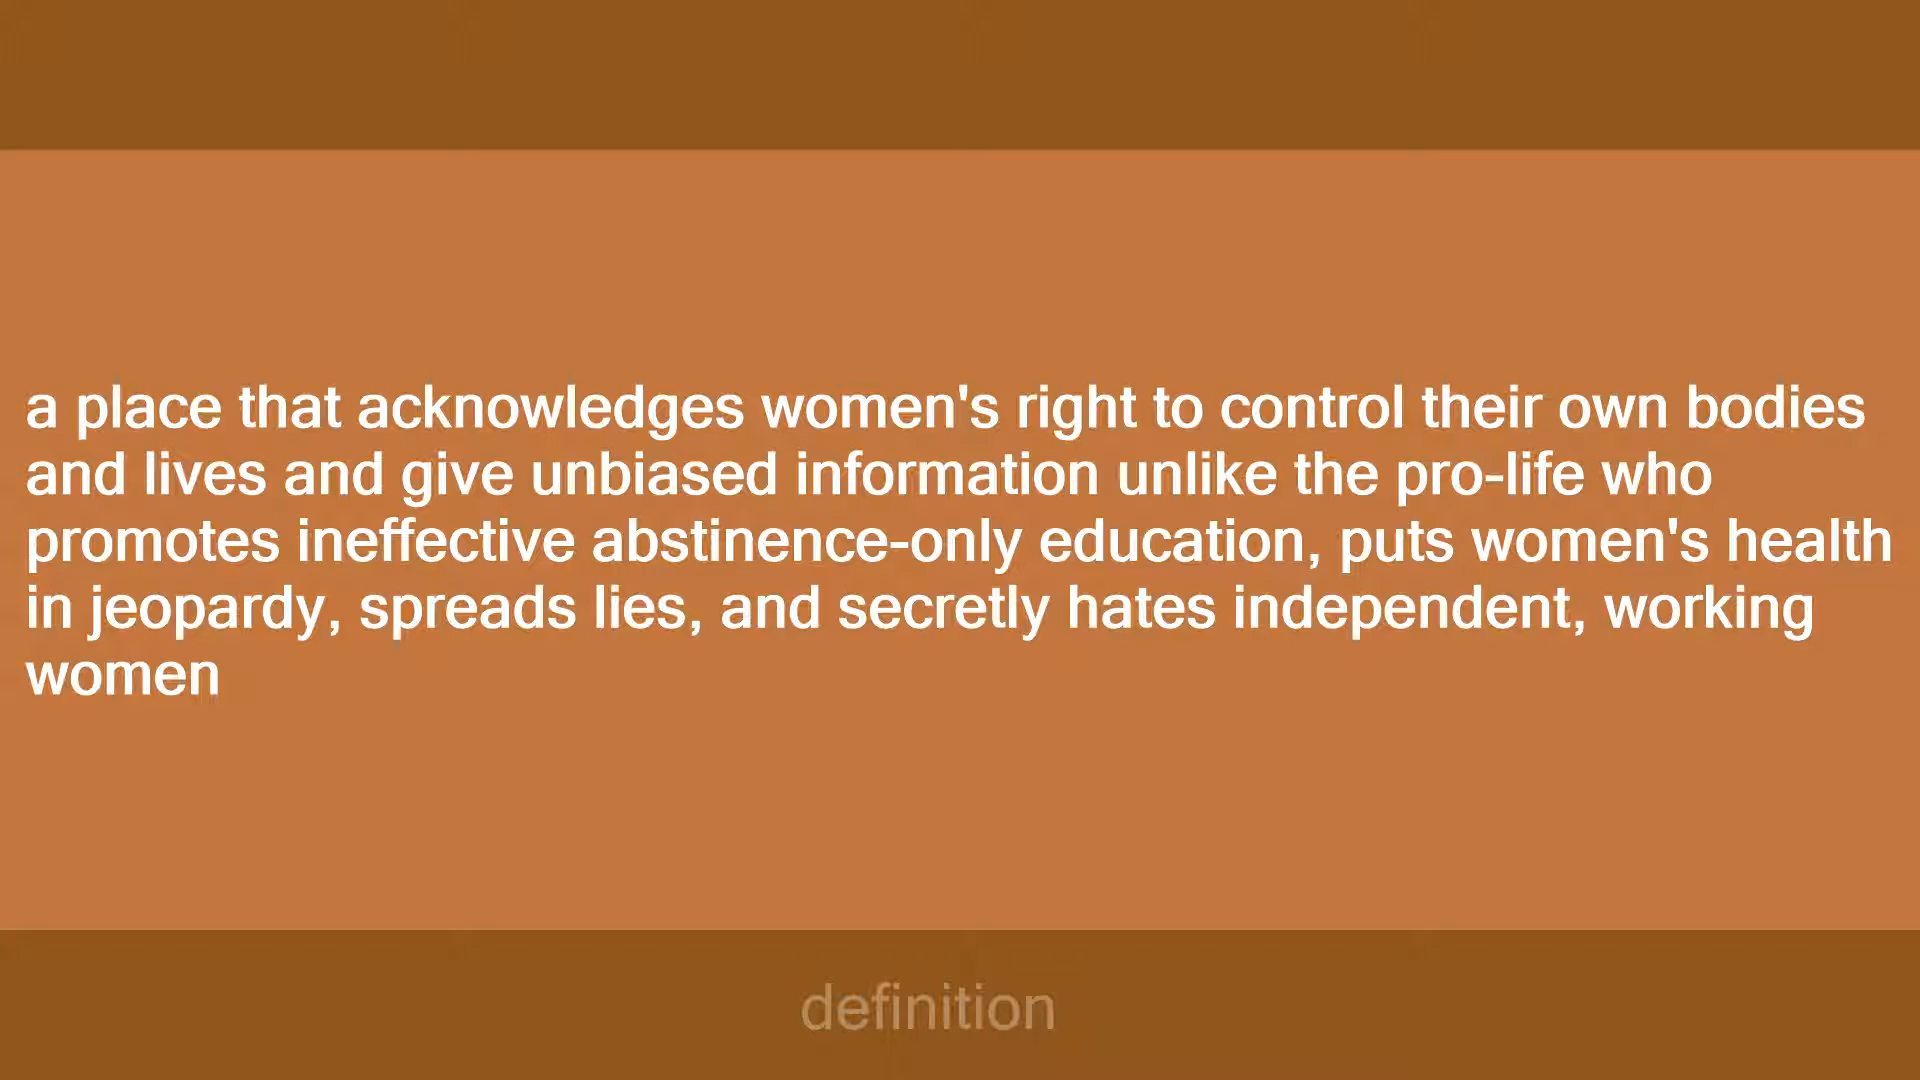 a place that acknowledges women's right to control their own bodies
and lives and give unbiased information unlike the pro-life who
promotes ineffective abstinence-only education, puts women's health
in jeopardy, spreads lies, and secretly hates independent, working
women
definition